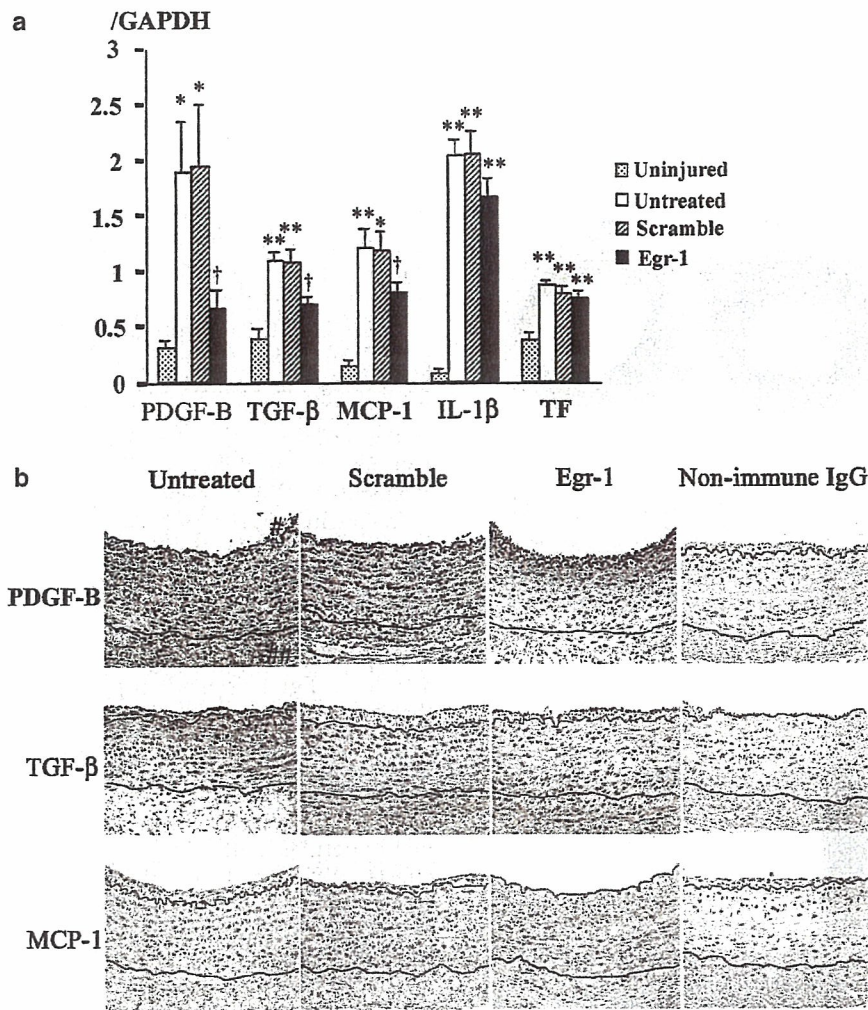 a
/GAPDH
3
2.5
2
1.5
1
0.5
0
* *
†
** **
†
** *
†
** ** **
** ** **
PDGF-B TGF-β MCP-1 IL-1β TF
Uninjured
Untreated
Scramble
Egr-1
b
Untreated Scramble Egr-1 Non-immune IgG
#
PDGF-B
##
TGF-β
MCP-1